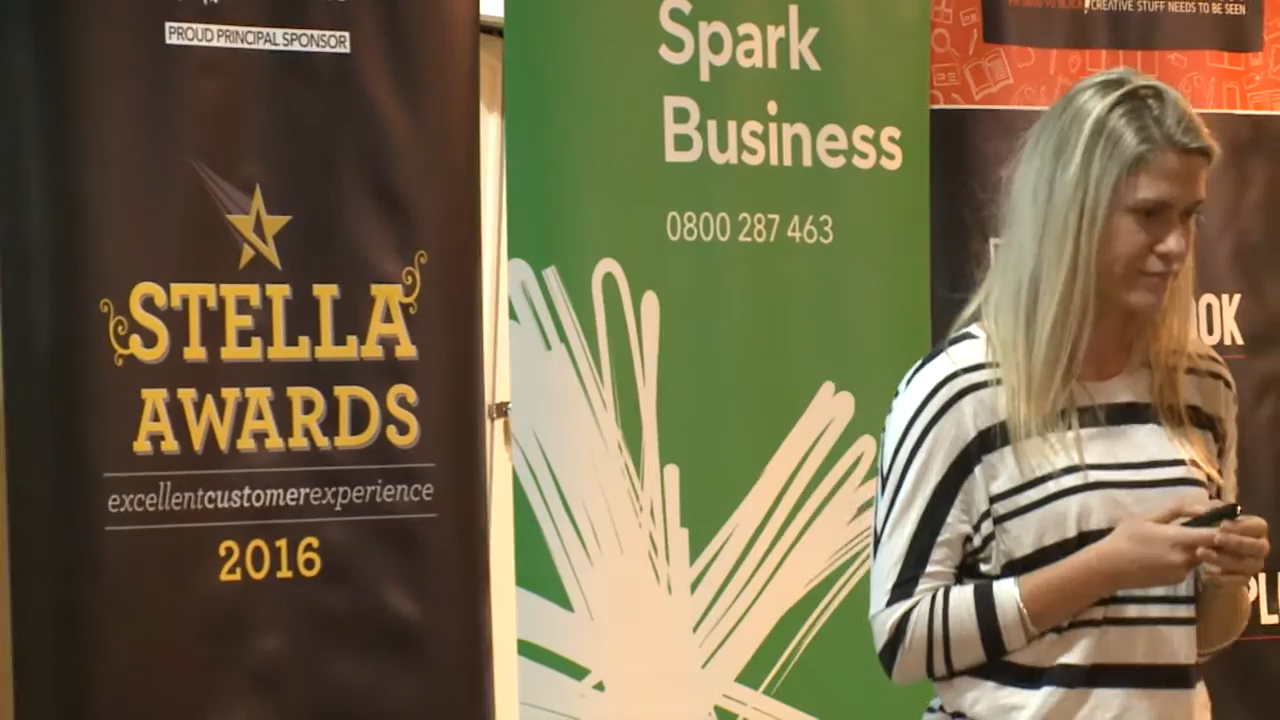 PROUD PRINCIPAL SPONSOR
STELLA
AWARDS
excellentcustomerexperience
2016
Spark
Business
0800 287 463
CREATIVE STUFF NEEDS TO BE SEEN
OK
PL